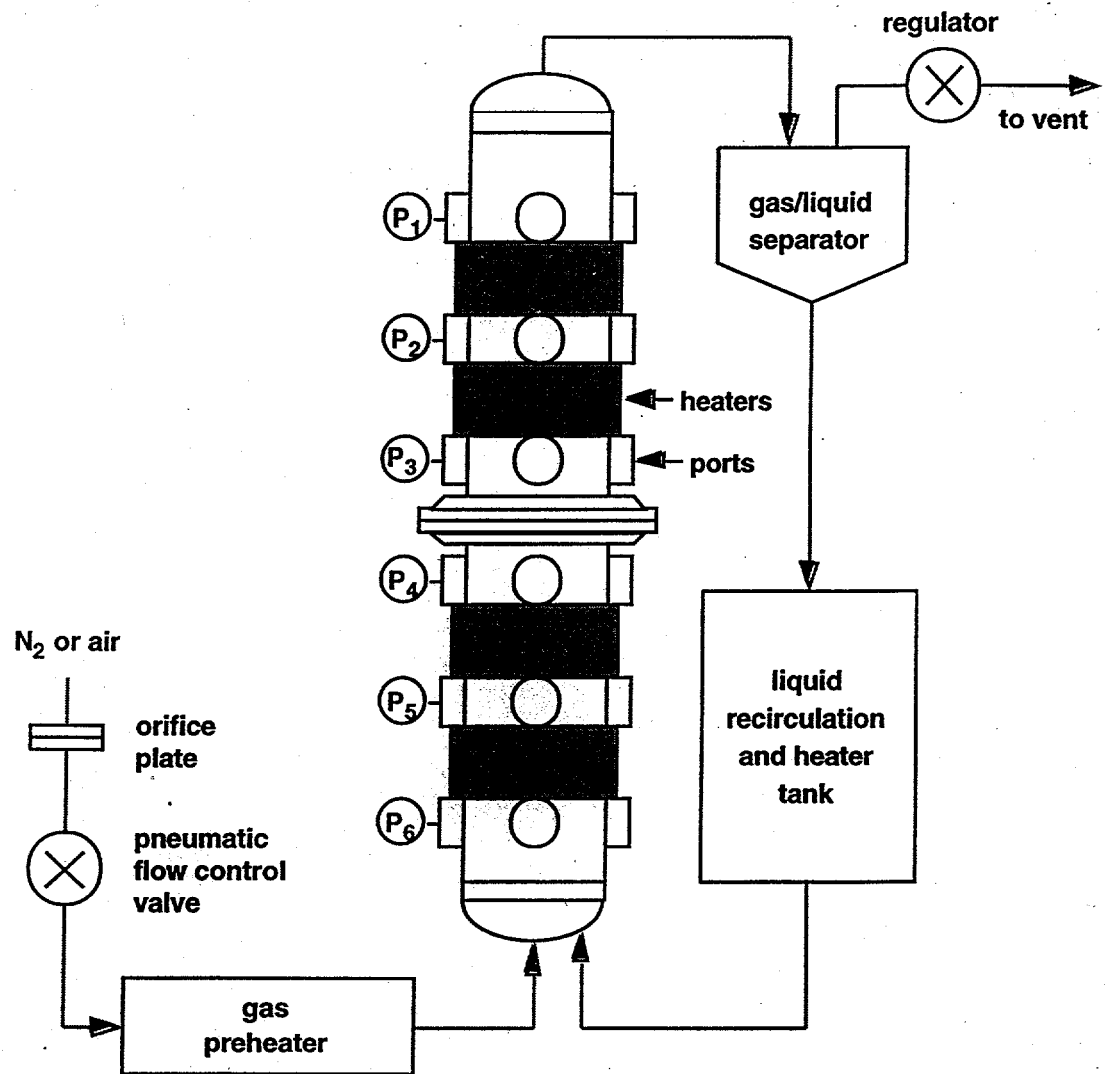 regulator
to vent
gas/liquid
separator
P1
P2
heaters
P3
ports
P4
N2 or air
orifice
plate
P5
liquid
recirculation
and heater
tank
pneumatic
flow control
valve
P6
gas
preheater